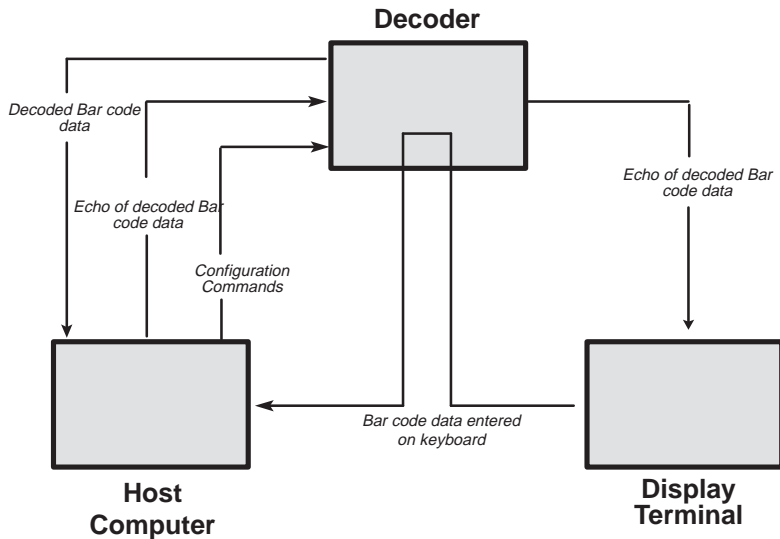 Decoder
Decoded Bar code
data
Echo of decoded Bar
code data
Configuration
Commands
Echo of decoded Bar
code data
Bar code data entered
on keyboard
Host
Computer
Display
Terminal